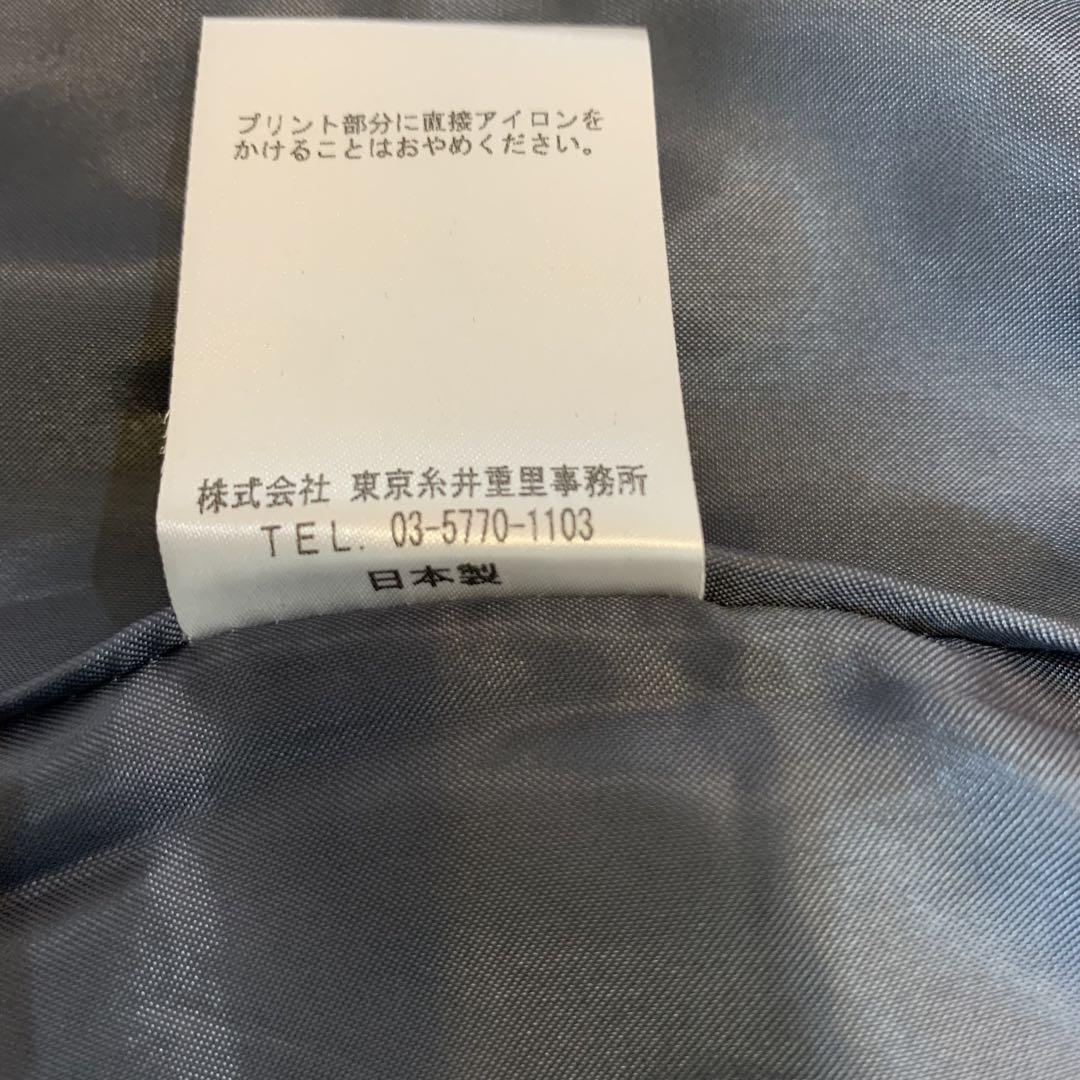 プリント部分に直接アイロンを
かけることはおやめください。
株式会社 東京糸井重里事務所
TEL. 03-5770-1103
日本製